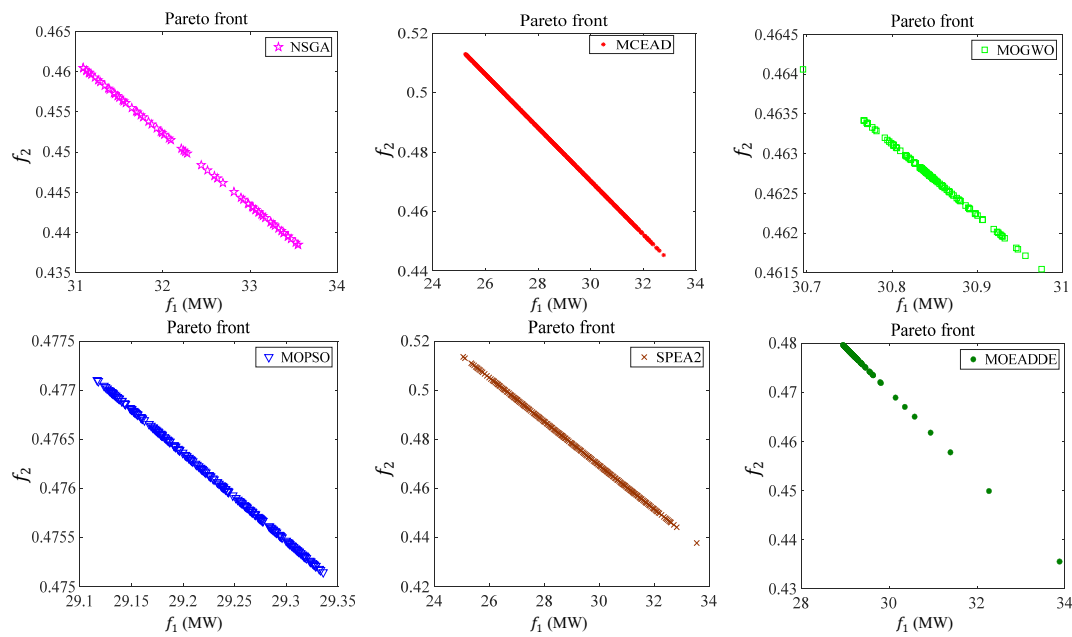 Pareto front
NSGA
0.465
0.46
0.455
0.45
0.445
0.44
0.435
f2
31
32
33
34
f1 (MW)
Pareto front
MCEAD
0.52
0.5
0.48
0.46
0.44
f2
24
26
28
30
32
34
f1 (MW)
Pareto front
MOGWO
0.4645
0.464
0.4635
0.463
0.4625
0.462
0.4615
f2
30.7
30.8
30.9
31
f1 (MW)
Pareto front
MOPSO
0.4775
0.477
0.4765
0.476
0.4755
0.475
f2
29.1
29.15
29.2
29.25
29.3
29.35
f1 (MW)
Pareto front
SPEA2
0.52
0.5
0.48
0.46
0.44
0.42
f2
24
26
28
30
32
34
f1 (MW)
Pareto front
MOEADDE
0.48
0.47
0.46
0.45
0.44
0.43
f2
28
29
30
31
32
33
34
f1 (MW)